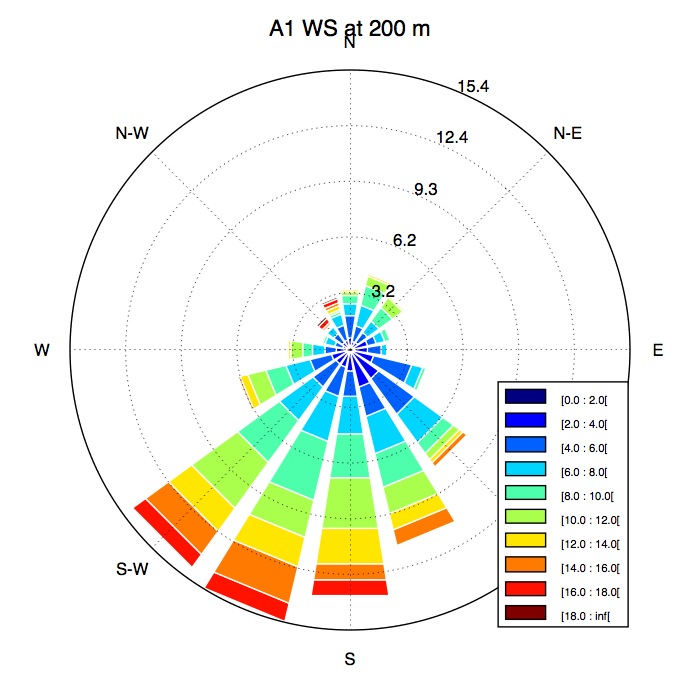 A1 WS at 200 m
N
15.4
N-W
12.4
N-E
9.3
6.2
3.2
W
E
[0.0 : 2.0[
[2.0 : 4.0[
[4.0 : 6.0[
[6.0 : 8.0[
[8.0 : 10.0[
[10.0 : 12.0[
[12.0 : 14.0[
[14.0 : 16.0[
[16.0 : 18.0[
[18.0 : inf[
S-W
S